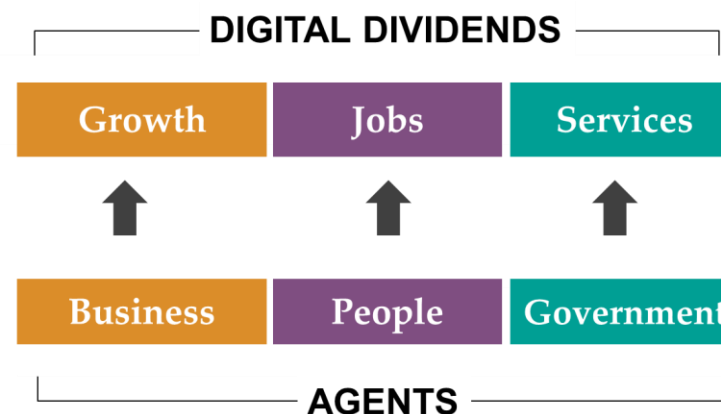 DIGITAL DIVIDENDS
Growth Jobs Services
Business People Government
AGENTS